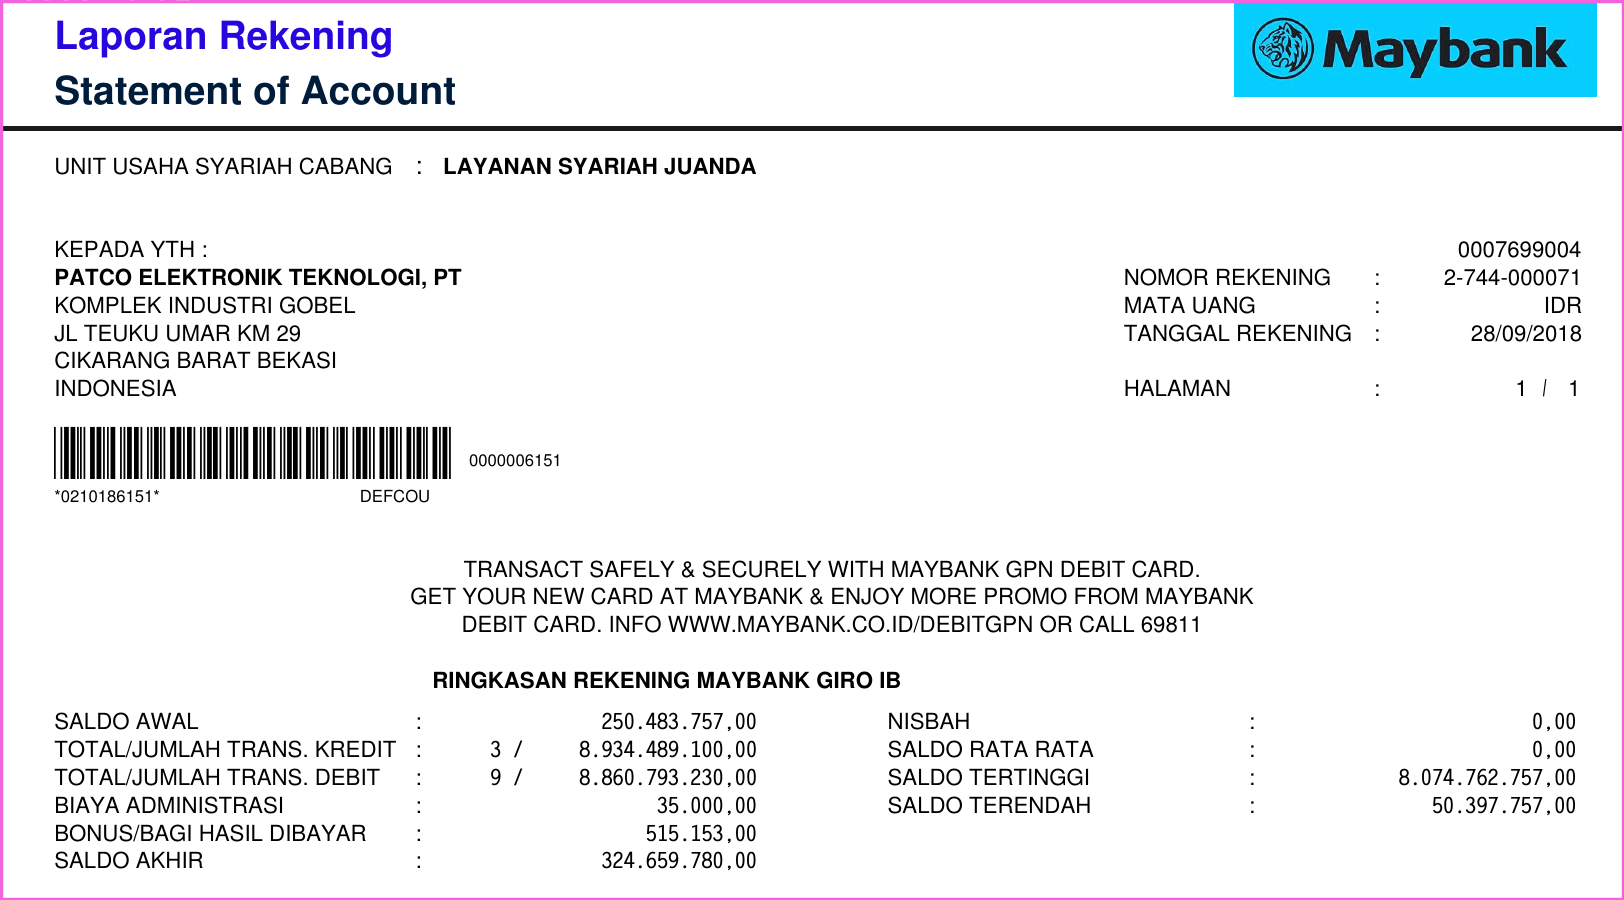 Laporan Rekening
Maybank
Statement of Account
UNIT USAHA SYARIAH CABANG : LAYANAN SYARIAH JUANDA
KEPADA YTH : 0007699004
PATCO ELEKTRONIK TEKNOLOGI, PT NOMOR REKENING : 2-744-000071
KOMPLEK INDUSTRI GOBEL MATA UANG : IDR
JL TEUKU UMAR KM 29 TANGGAL REKENING : 28/09/2018
CIKARANG BARAT BEKASI
INDONESIA HALAMAN : 1 / 1
0000006151
*0210186151* DEFCOU
TRANSACT SAFELY & SECURELY WITH MAYBANK GPN DEBIT CARD.
GET YOUR NEW CARD AT MAYBANK & ENJOY MORE PROMO FROM MAYBANK
DEBIT CARD. INFO WWW.MAYBANK.CO.ID/DEBITGPN OR CALL 69811
RINGKASAN REKENING MAYBANK GIRO IB
SALDO AWAL : 250.483.757,00 NISBAH : 0,00
TOTAL/JUMLAH TRANS. KREDIT : 3 / 8.934.489.100,00 SALDO RATA RATA : 0,00
TOTAL/JUMLAH TRANS. DEBIT : 9 / 8.860.793.230,00 SALDO TERTINGGI : 8.074.762.757,00
BIAYA ADMINISTRASI : 35.000,00 SALDO TERENDAH : 50.397.757,00
BONUS/BAGI HASIL DIBAYAR : 515.153,00
SALDO AKHIR : 324.659.780,00